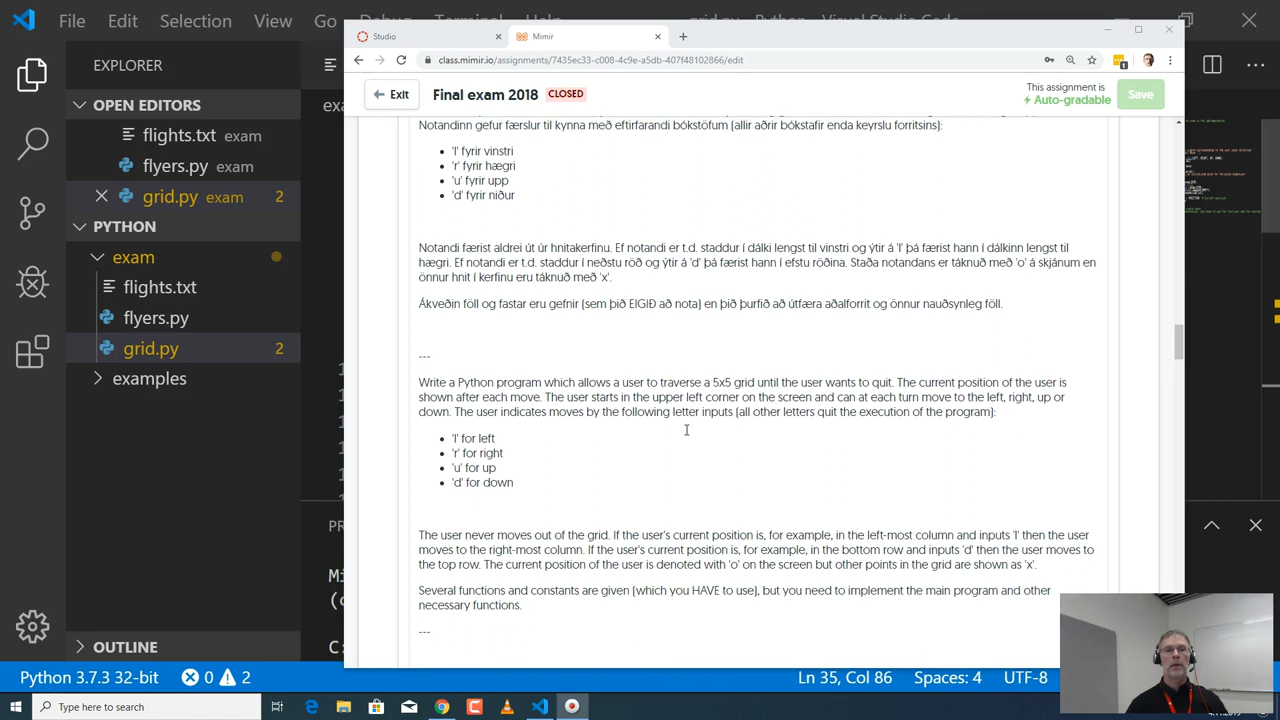 File Edit Selection View Go
grid.py - Python - Visual Studio Code
Studio
Mimir
class.mimir.io/assignments/7435ec33-c008-4c9e-a5db-407f48102866/edit
EXPLORER
OPEN EDITORS
flights.txt exam
flyers.py exam
grid.py exam 2
PYTHON
exam
flights.txt
flyers.py
grid.py 2
examples
OUTLINE
Exit
Final exam 2018 CLOSED
This assignment is
Auto-gradable
Save
Notandinn gefur færslur til kynna með eftirfarandi bókstöfum (allir aðrir bókstafir enda keyrslu forritsins):
'l' fyrir vinstri
'r' fyrir hægri
'u' fyrir upp
'd' fyrir niður
Notandi færist aldrei út úr hnitakerfinu. Ef notandi er t.d. staddur í dálki lengst til vinstri og ýtir á 'l' þá færist hann í dálkinn lengst til
hægri. Ef notandi er t.d. staddur í neðstu röð og ýtir á 'd' þá færist hann í efstu röðina. Staða notandans er táknuð með 'o' á skjánum en
önnur hnit í kerfinu eru táknuð með 'x'.
Ákveðin föll og fastar eru gefnir (sem þið EIGIÐ að nota) en þið þurfið að útfæra aðalforrit og önnur nauðsynleg föll.
---
Write a Python program which allows a user to traverse a 5x5 grid until the user wants to quit. The current position of the user is
shown after each move. The user starts in the upper left corner on the screen and can at each turn move to the left, right, up or
down. The user indicates moves by the following letter inputs (all other letters quit the execution of the program):
'l' for left
'r' for right
'u' for up
'd' for down
The user never moves out of the grid. If the user's current position is, for example, in the left-most column and inputs 'l' then the user
moves to the right-most column. If the user's current position is, for example, in the bottom row and inputs 'd' then the user moves to
the top row. The current position of the user is denoted with 'o' on the screen but other points in the grid are shown as 'x'.
Several functions and constants are given (which you HAVE to use), but you need to implement the main program and other
necessary functions.
---
Python 3.7.3 32-bit 0 2
Ln 35, Col 86 Spaces: 4 UTF-8
Type here to search